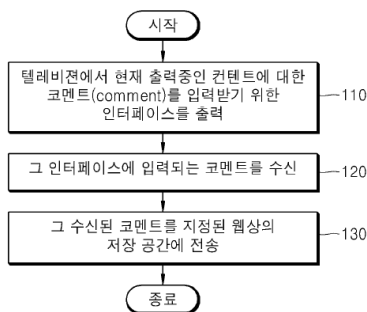 시작
텔레비젼에서 현재 출력중인 컨텐트에 대한
코멘트(comment)를 입력받기 위한
인터페이스를 출력
110
그 인터페이스에 입력되는 코멘트를 수신
120
그 수신된 코멘트를 지정된 웹상의
저장 공간에 전송
130
종료